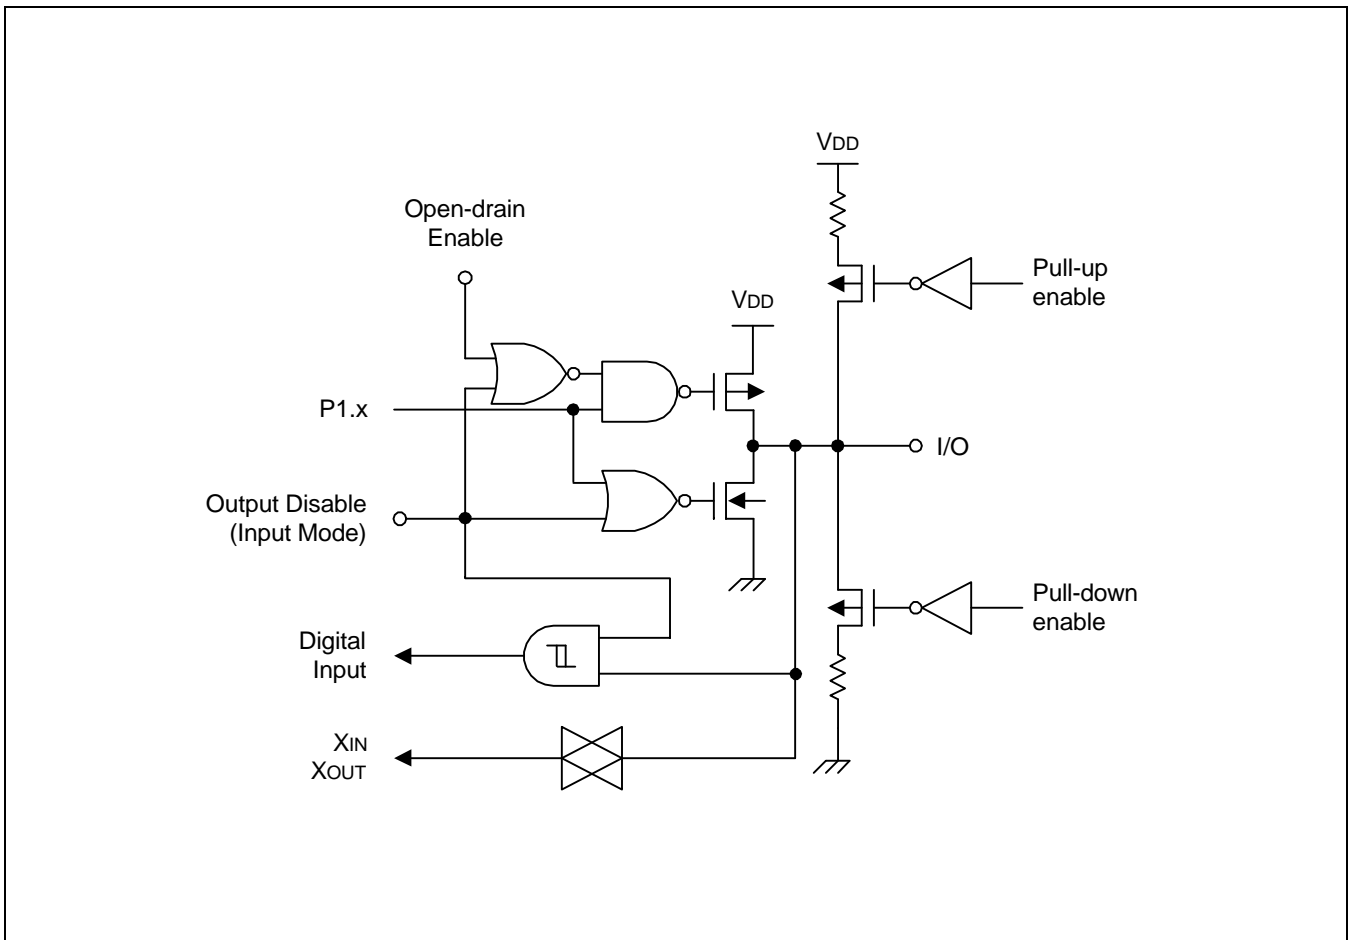 VDD
Open-drain
Enable
Pull-up
enable
VDD
P1.x
I/O
Output Disable
(Input Mode)
Pull-down
enable
Digital
Input
XIN
XOUT